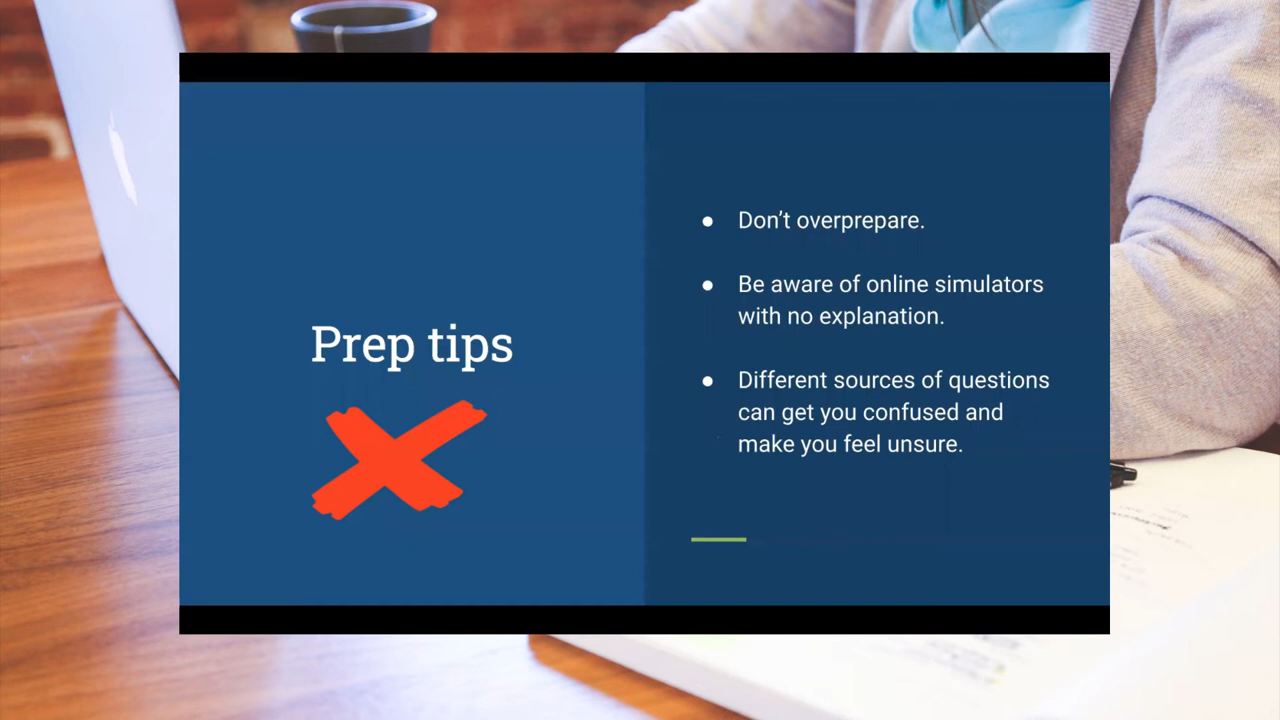 Prep tips
● Don’t overprepare.
● Be aware of online simulators
with no explanation.
● Different sources of questions
can get you confused and
make you feel unsure.